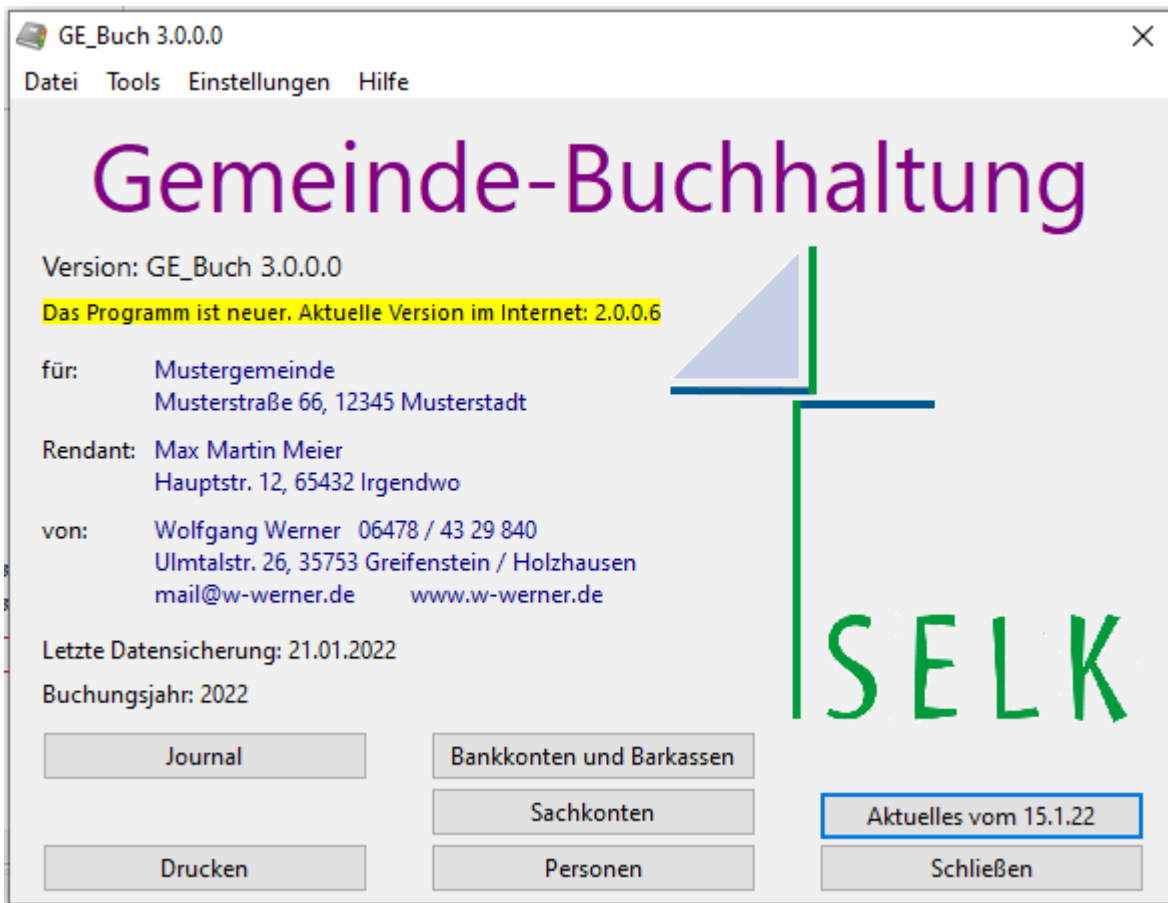 GE_Buch 3.0.0.0
Datei Tools Einstellungen Hilfe
Gemeinde-Buchhaltung
Version: GE_Buch 3.0.0.0
Das Programm ist neuer. Aktuelle Version im Internet: 2.0.0.6
für: Mustergemeinde
Musterstraße 66, 12345 Musterstadt
Rendant: Max Martin Meier
Hauptstr. 12, 65432 Irgendwo
von: Wolfgang Werner 06478 / 43 29 840
Ulmtalstr. 26, 35753 Greifenstein / Holzhausen
mail@w-werner.de www.w-werner.de
SELK
Letzte Datensicherung: 21.01.2022
Buchungsjahr: 2022
Journal Bankkonten und Barkassen
Sachkonten Aktuelles vom 15.1.22
Drucken Personen Schließen